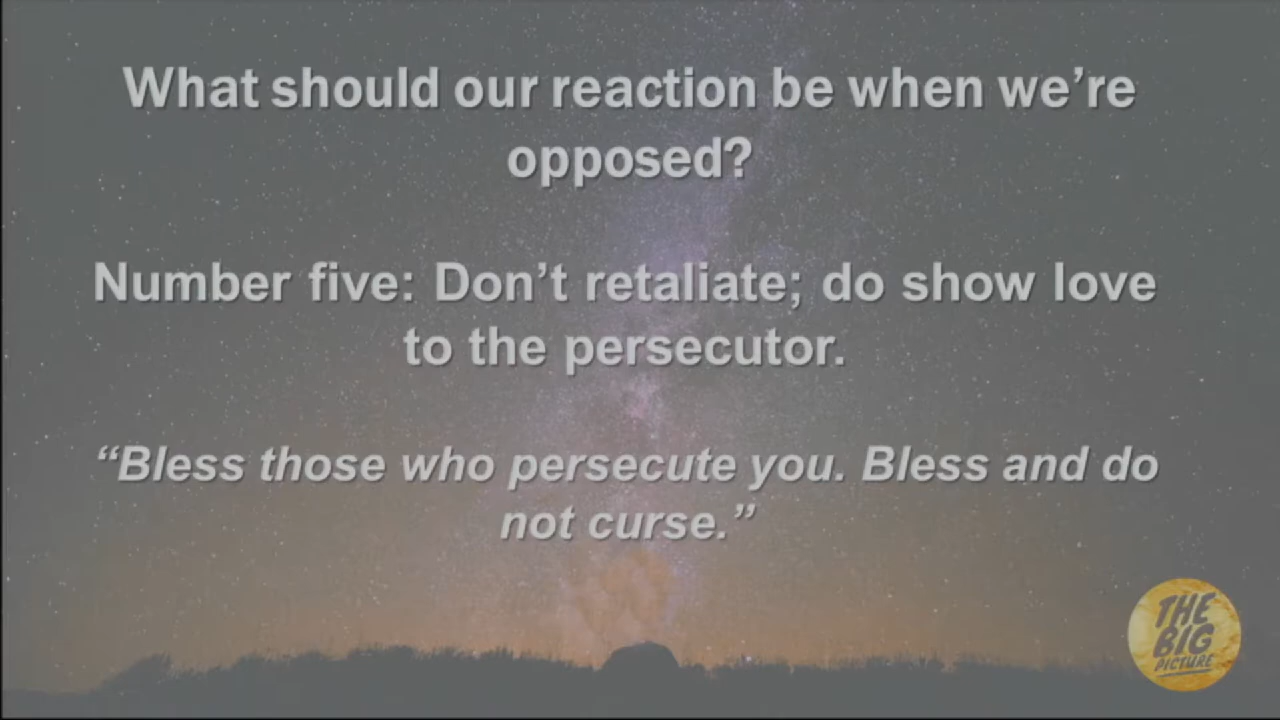 What should our reaction be when we’re
opposed?
Number five: Don’t retaliate; do show love
to the persecutor.
“Bless those who persecute you. Bless and do
not curse.”
THE
BIG
PICTURE